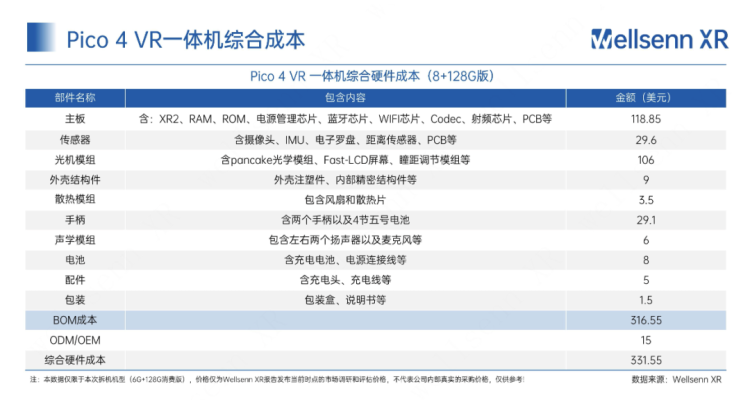 Pico 4 VR一体机综合成本
Wellsenn XR
Pico 4 VR 一体机综合硬件成本（8+128G版）
部件名称 包含内容 金额（美元）
主板 含：XR2、RAM、ROM、电源管理芯片、蓝牙芯片、WIFI芯片、Codec、射频芯片、PCB等 118.85
传感器 含摄像头、IMU、电子罗盘、距离传感器、PCB等 29.6
光机模组 含pancake光学模组、Fast-LCD屏幕、瞳距调节模组等 106
外壳结构件 外壳注塑件、内部精密结构件等 9
散热模组 包含风扇和散热片 3.5
手柄 含两个手柄以及4节五号电池 29.1
声学模组 包含左右两个扬声器以及麦克风等 6
电池 含充电电池、电源连接线等 8
配件 含充电头、充电线等 5
包装 包装盒、说明书等 1.5
BOM成本 316.55
ODM/OEM 15
综合硬件成本 331.55
注：本数据仅限于本次拆机机型（6G+128G消费版），价格仅为Wellsenn XR报告发布当前时点的市场调研和评估价格，不代表公司内部真实的采购价格，仅供参考！ 数据来源：Wellsenn XR